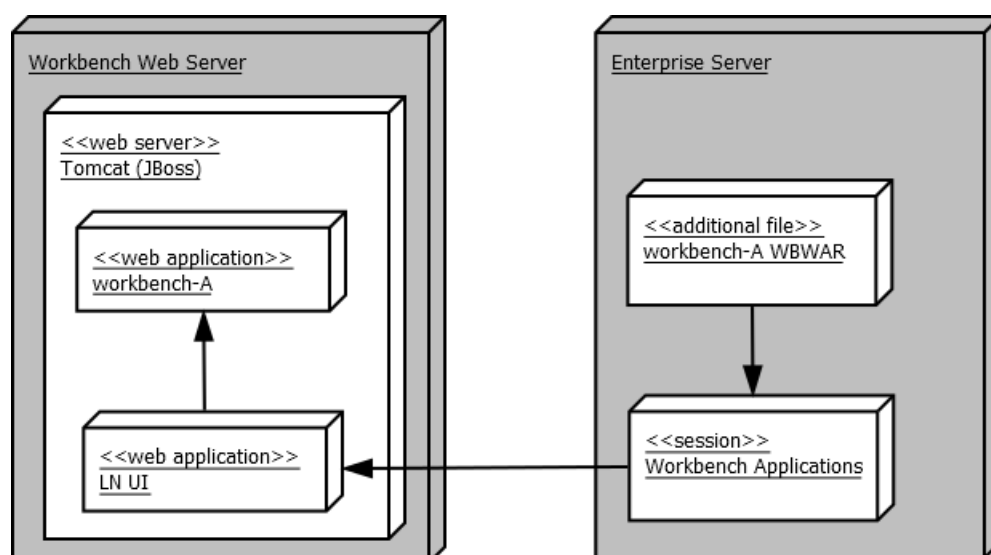 Workbench Web Server
<<web server>>
Tomcat (JBoss)
<<web application>>
workbench-A
<<web application>>
LN UI
Enterprise Server
<<additional file>>
workbench-A WBWAR
<<session>>
Workbench Applications